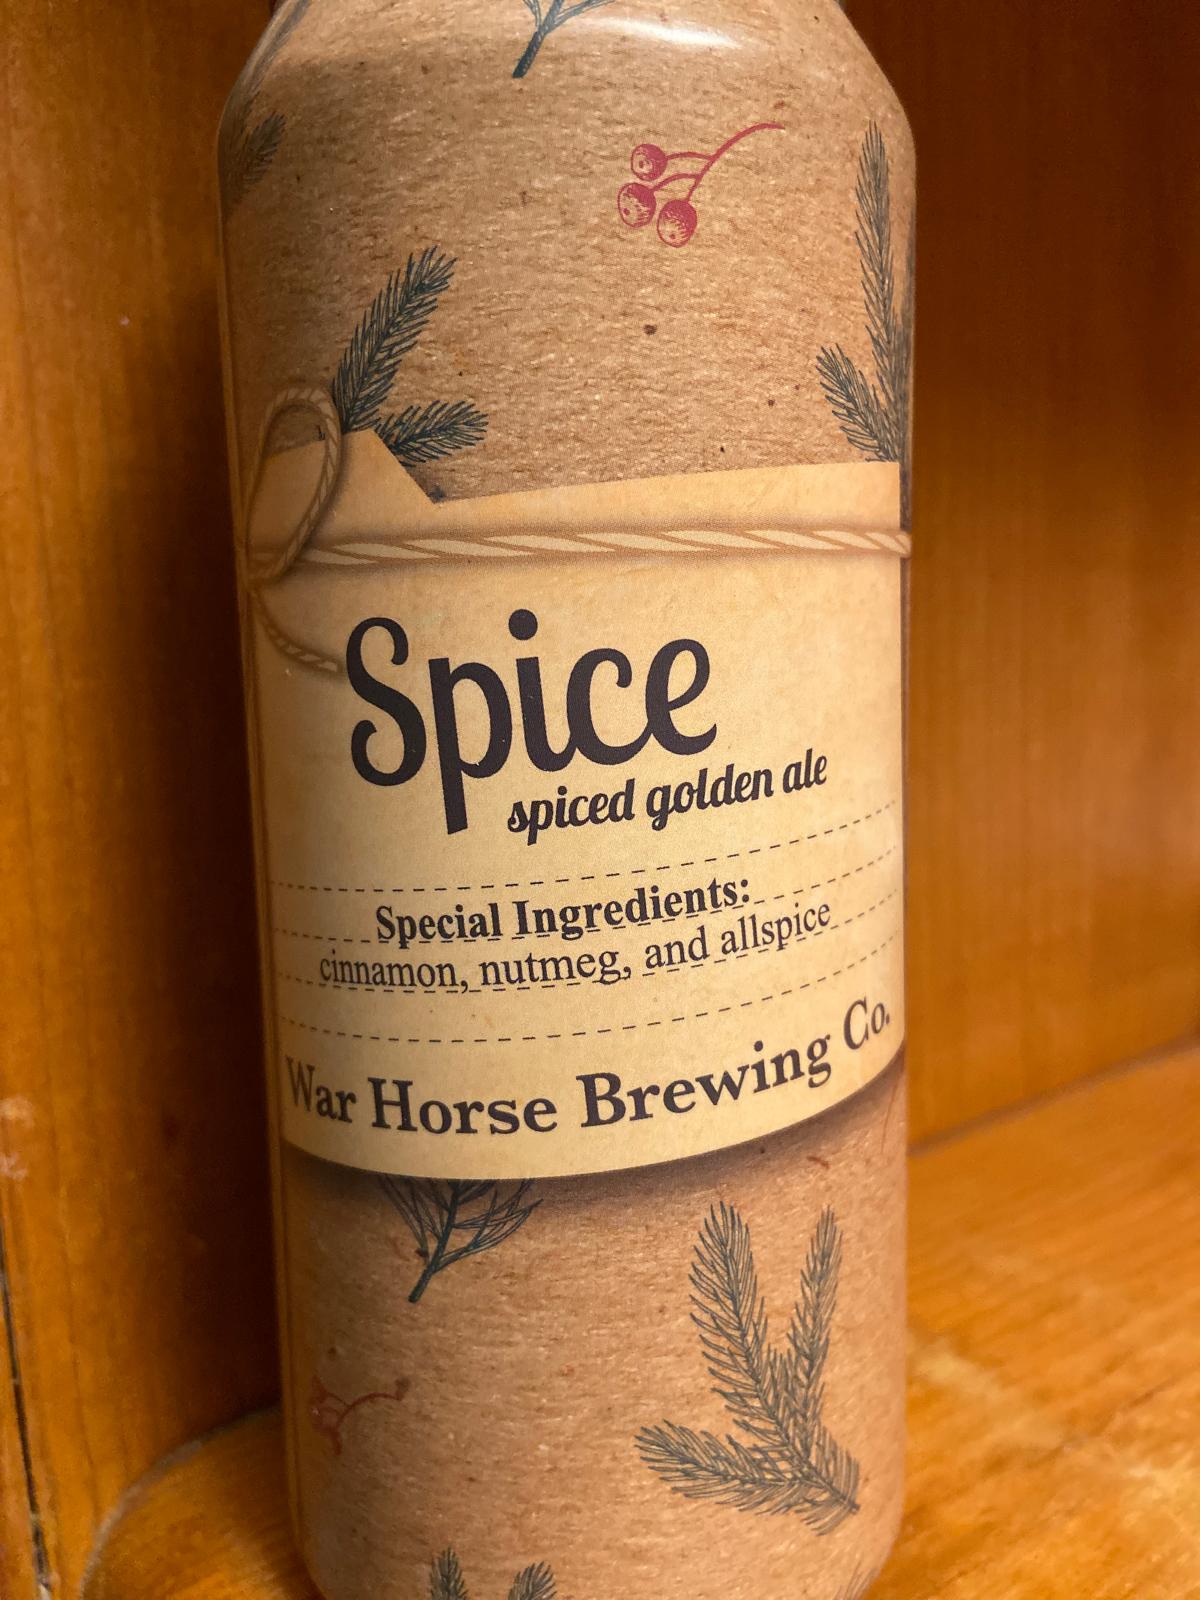 Spice
spiced golden ale
Special Ingredients:
cinnamon, nutmeg, and allspice
War Horse Brewing Co.